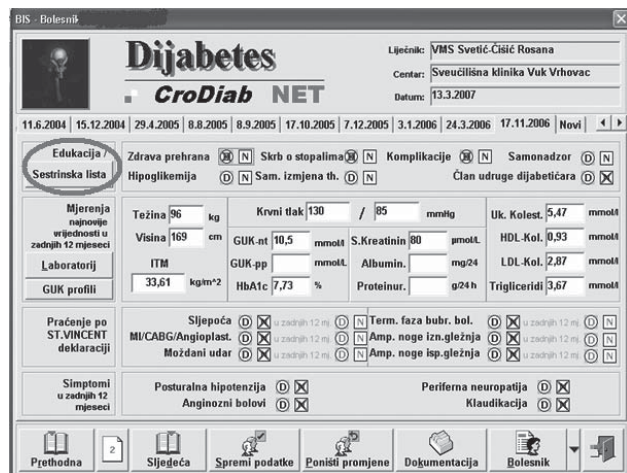 BIS - Bolesnik
Dijabetes
CroDiab NET
Liječnik: VMS Svetić-Čišić Rosana
Centar: Sveučilišna klinika Vuk Vrhovac
Datum: 13.3.2007
11.6.2004 15.12.2004 29.4.2005 8.8.2005 8.9.2005 17.10.2005 7.12.2005 3.1.2006 24.3.2006 17.11.2006 Novi
Edukacija / Sestrinska lista
Zdrava prehrana D N Skrb o stopalima D N Komplikacije D N Samonadzor D N
Hipoglikemija D N Sam. izmjena th. D N Član udruge dijabetičara D N
Mjerenja
najnovije
vrijednosti u
zadnjih 12 mjeseci
Laboratorij
GUK profili
Težina 96 kg Krvni tlak 130 / 85 mmHg Uk. Kolest. 5,47 mmol/l
Visina 169 cm GUK-nt 10,5 mmol/l S.Kreatinin 80 µmol/L HDL-Kol. 0,93 mmol/l
ITM GUK-pp mmol/L Albumin. mg/24 LDL-Kol. 2,87 mmol/l
33,61 kg/m^2 HbA1c 7,73 % Proteinur. g/24 h Trigliceridi 3,67 mmol/l
Praćenje po
ST.VINCENT
deklaraciji
Sljepoća D N u zadnjih 12 mj. D N Term. faza bubr. bol. D N u zadnjih 12 mj. D N
MI/CABG/Angioplast. D N u zadnjih 12 mj. D N Amp. noge izn.gležnja D N u zadnjih 12 mj. D N
Moždani udar D N u zadnjih 12 mj. D N Amp. noge isp.gležnja D N u zadnjih 12 mj. D N
Simptomi
u zadnjih 12
mjeseci
Posturalna hipotenzija D N Periferna neuropatija D N
Anginozni bolovi D N Klaudikacija D N
Prethodna 2 Sljedeća Spremi podatke Poništi promjene Dokumentacija Bolesnik